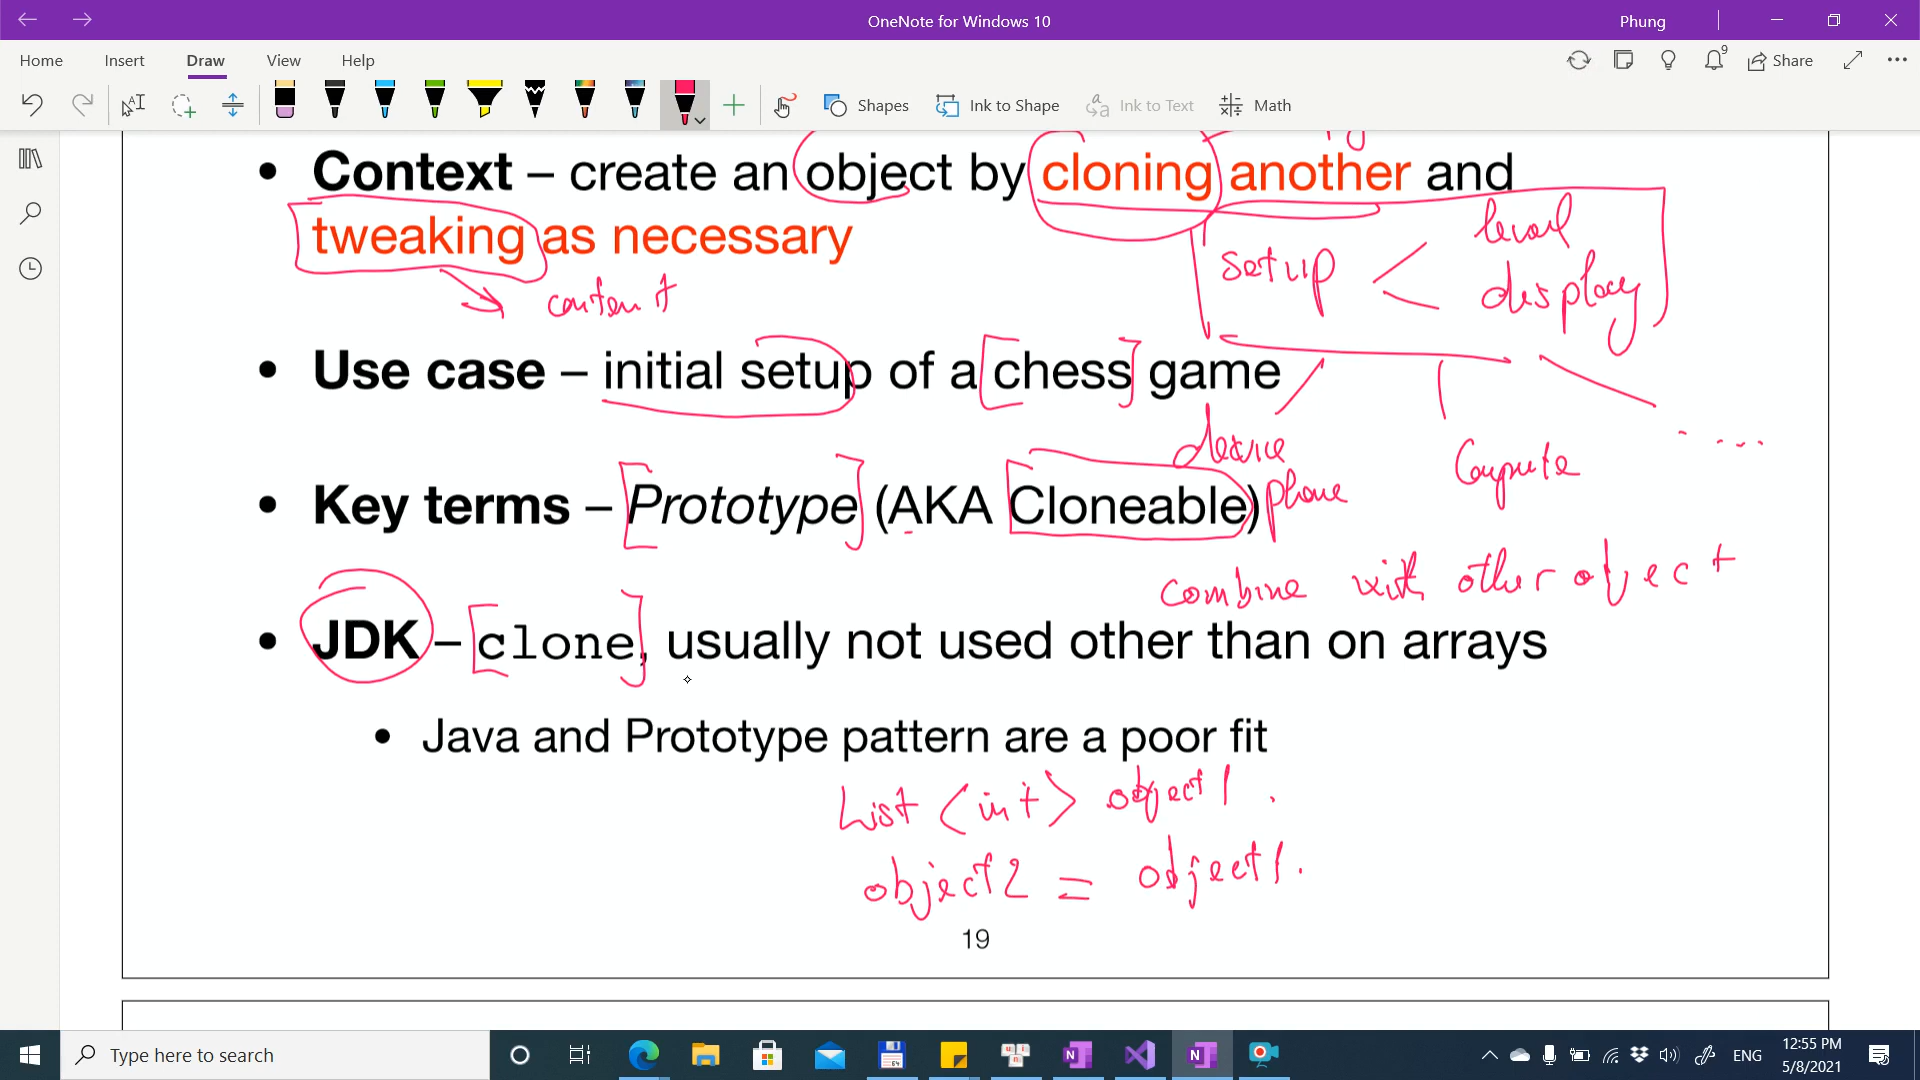 OneNote for Windows 10
Phung
Home Insert Draw View Help
9
Share
Shapes Ink to Shape Ink to Text Math
• Context – create an object by cloning another and
tweaking as necessary
level
setup <
display
content
• Use case – initial setup of a chess game
device
Compute
....
• Key terms – Prototype (AKA Cloneable)
phone
combine with other object
• JDK – clone, usually not used other than on arrays
• Java and Prototype pattern are a poor fit
List <int> object1.
object2 = object1.
19
Type here to search
ENG
12:55 PM
5/8/2021